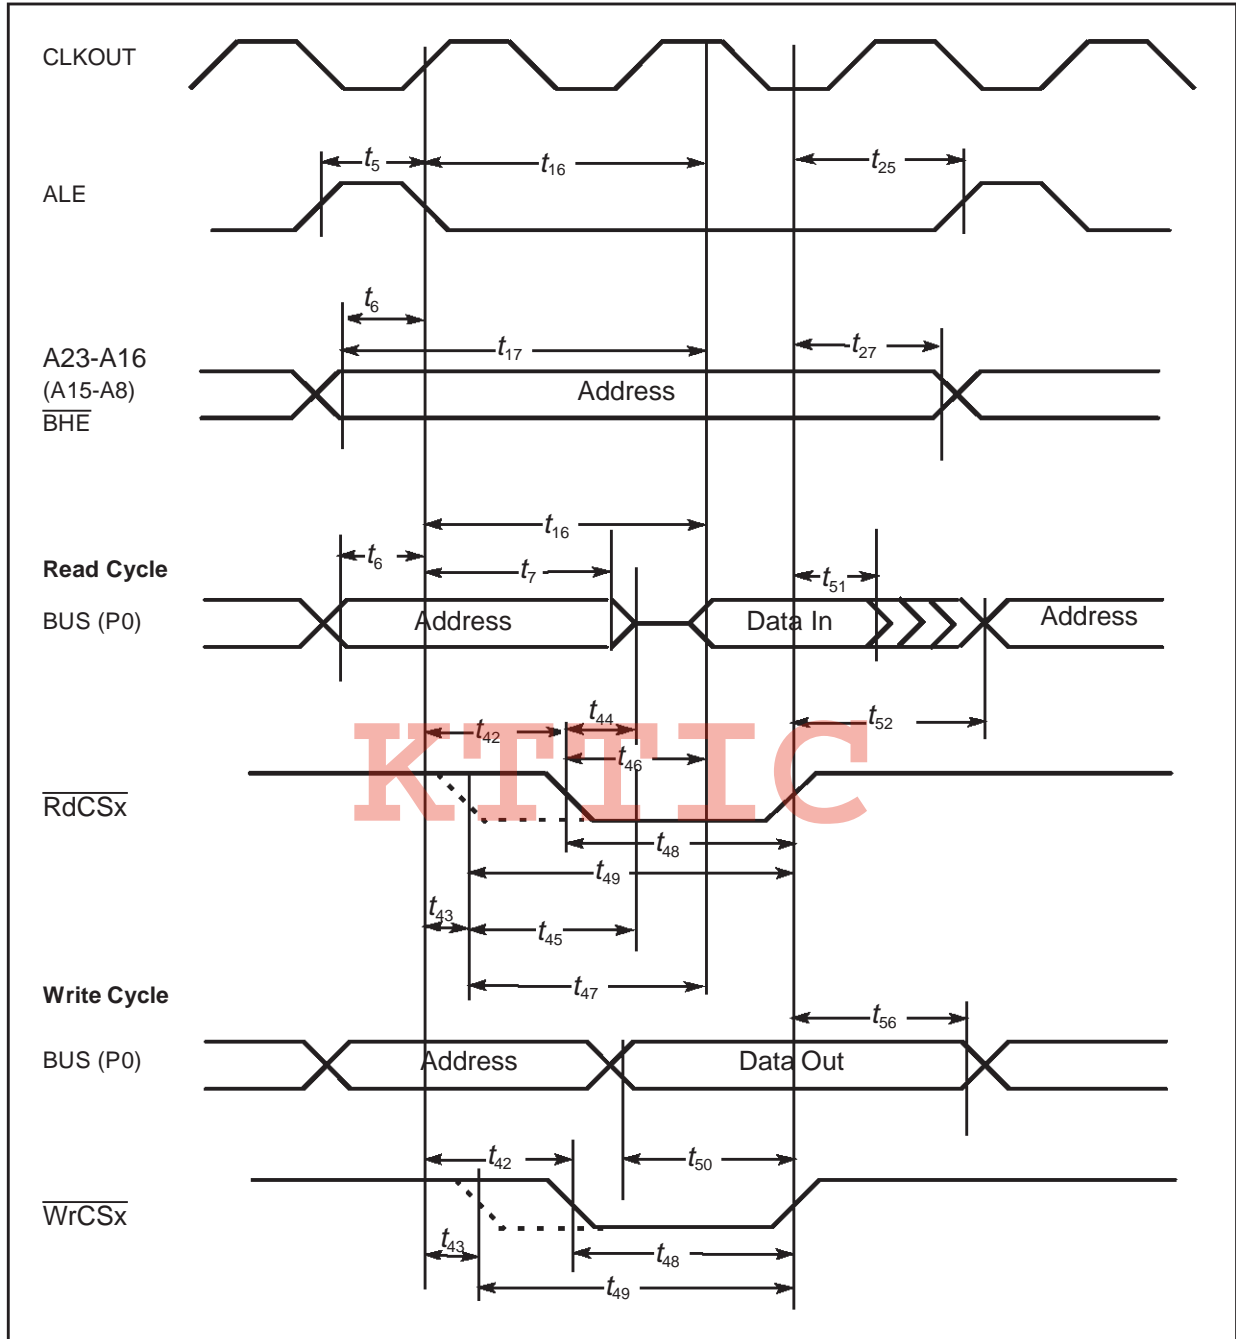 CLKOUT
t5 t16 t25
ALE
t6
t17 t27
A23-A16
(A15-A8) Address
BHE
t16
t6 t7 t51
Read Cycle
BUS (P0) Address Data In Address
t44 t52
t42
t46
KTTIC
RdCSx
t48
t49
t43 t45
t47
Write Cycle
t56
BUS (P0) Address Data Out
t42 t50
WrCSx
t43 t48
t49